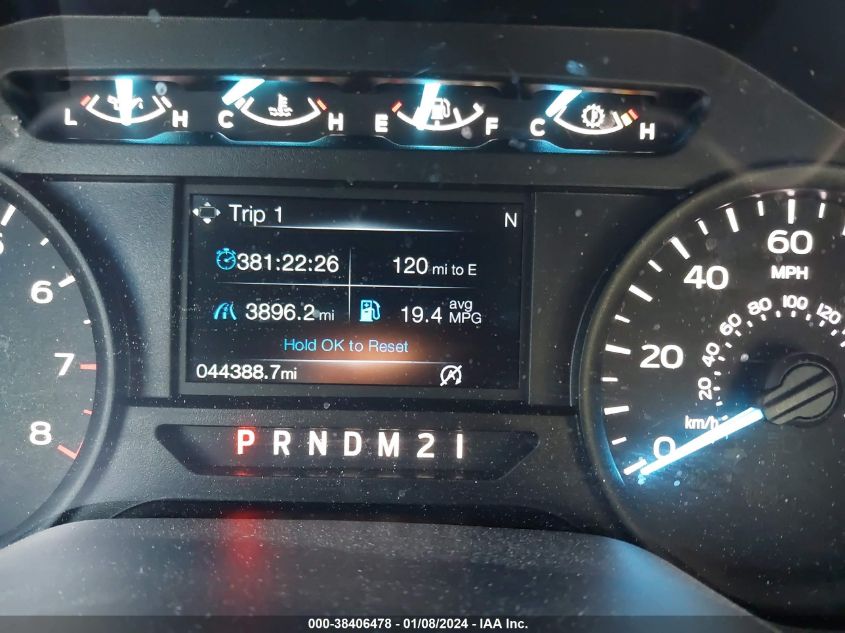 L H C H E F C H
Trip 1 N
381:22:26 120 mi to E
3896.2 mi 19.4 avg MPG
Hold OK to Reset
044388.7mi
P R N D M 2 1
6
7
8
0 20 40 60
MPH
20 40 60 80 100 120
km/h
000-38406478 - 01/08/2024 - IAA Inc.